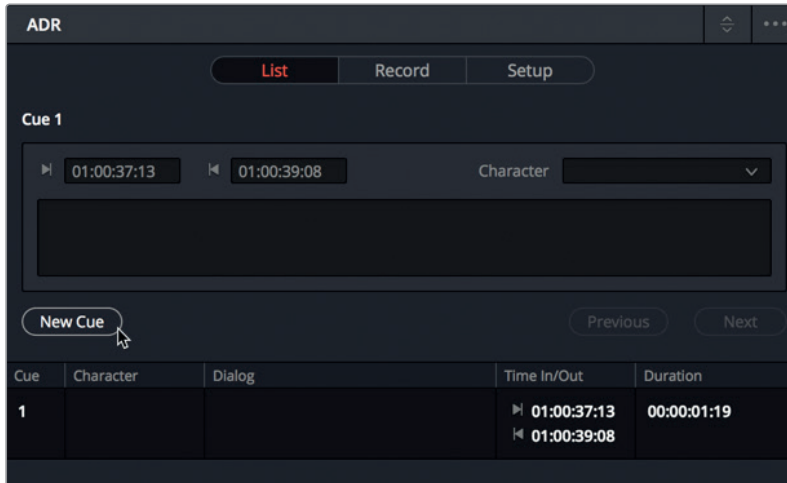 ADR
List Record Setup
Cue 1
01:00:37:13 01:00:39:08 Character
New Cue Previous Next
Cue Character Dialog Time In/Out Duration
1 01:00:37:13 00:00:01:19
01:00:39:08